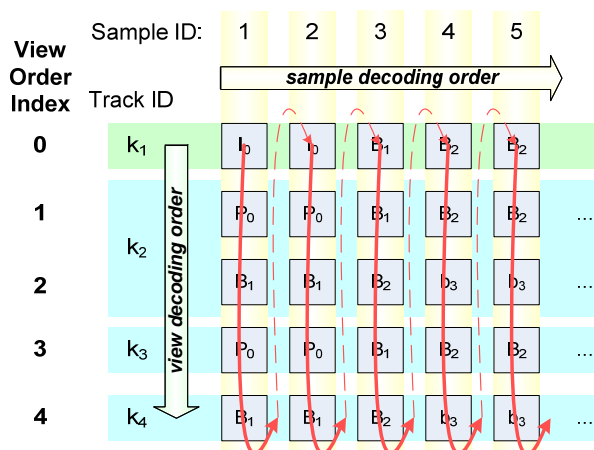 Sample ID: 1 2 3 4 5
View Order Index
sample decoding order
Track ID
view decoding order
0 k₁ I₀ I₀ B₁ B₂ B₂
1 P₀ P₀ B₁ B₂ B₂ ...
k₂
2 B₁ B₁ B₂ b₃ b₃ ...
3 k₃ P₀ P₀ B₁ B₂ B₂ ...
4 k₄ B₁ B₁ B₂ b₃ b₃ ...